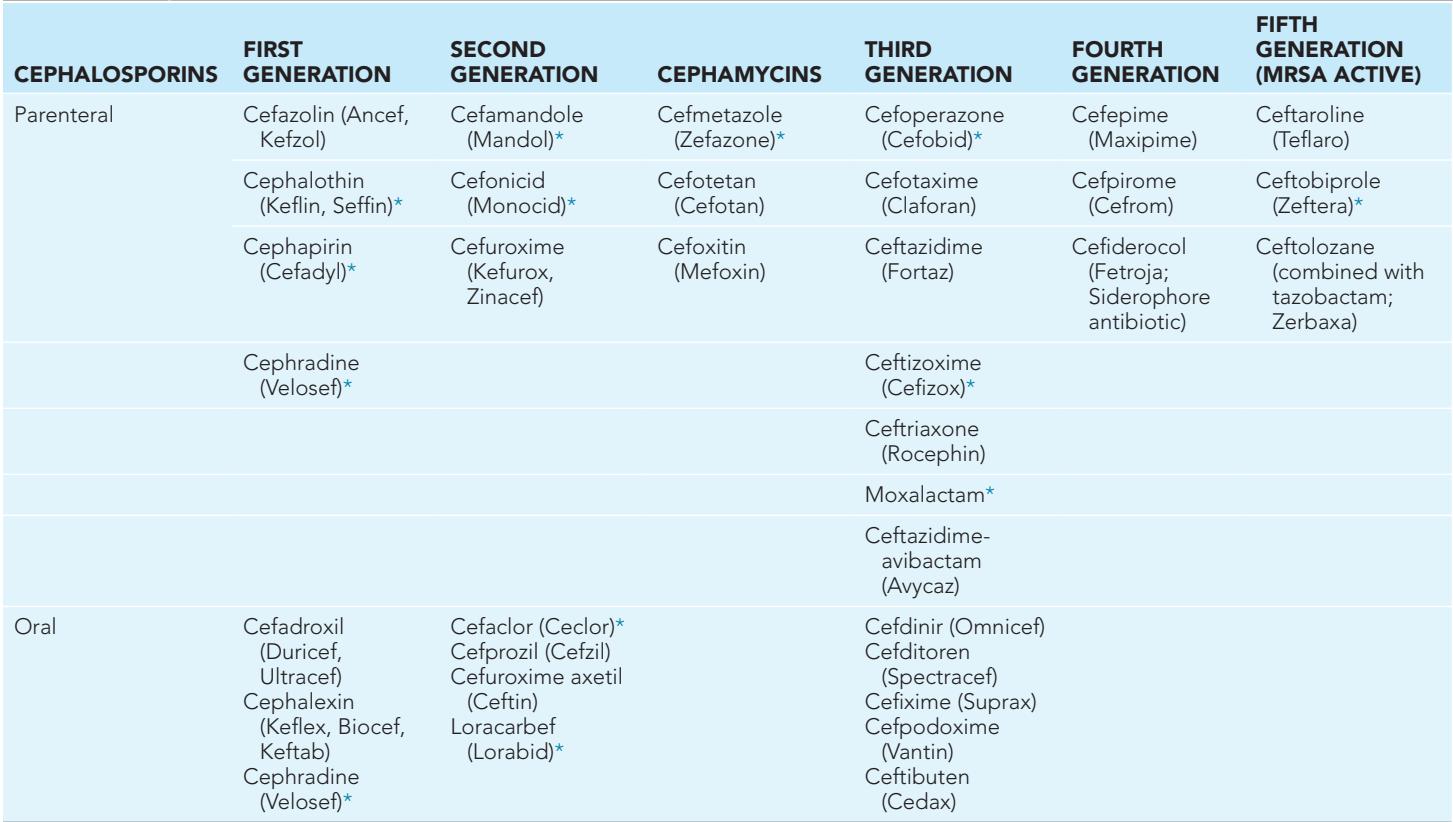 CEPHALOSPORINS
FIRST
GENERATION
SECOND
GENERATION
CEPHAMYCINS
THIRD
GENERATION
FOURTH
GENERATION
FIFTH
GENERATION
(MRSA ACTIVE)
Parenteral
Cefazolin (Ancef,
Kefzol)
Cefamandole
(Mandol)*
Cefmetazole
(Zefazone)*
Cefoperazone
(Cefobid)*
Cefepime
(Maxipime)
Ceftaroline
(Teflaro)
Cephalothin
(Keflin, Seffin)*
Cefonicid
(Monocid)*
Cefotetan
(Cefotan)
Cefotaxime
(Claforan)
Cefpirome
(Cefrom)
Ceftobiprole
(Zeftera)*
Cephapirin
(Cefadyl)*
Cefuroxime
(Kefurox,
Zinacef)
Cefoxitin
(Mefoxin)
Ceftazidime
(Fortaz)
Cefiderocol
(Fetroja;
Siderophore
antibiotic)
Ceftolozane
(combined with
tazobactam;
Zerbaxa)
Cephradine
(Velosef)*
Ceftizoxime
(Cefizox)*
Ceftriaxone
(Rocephin)
Moxalactam*
Ceftazidime-
avibactam
(Avycaz)
Oral
Cefadroxil
(Duricef,
Ultracef)
Cephalexin
(Keflex, Biocef,
Keftab)
Cephradine
(Velosef)*
Cefaclor (Ceclor)*
Cefprozil (Cefzil)
Cefuroxime axetil
(Ceftin)
Loracarbef
(Lorabid)*
Cefdinir (Omnicef)
Cefditoren
(Spectracef)
Cefixime (Suprax)
Cefpodoxime
(Vantin)
Ceftibuten
(Cedax)